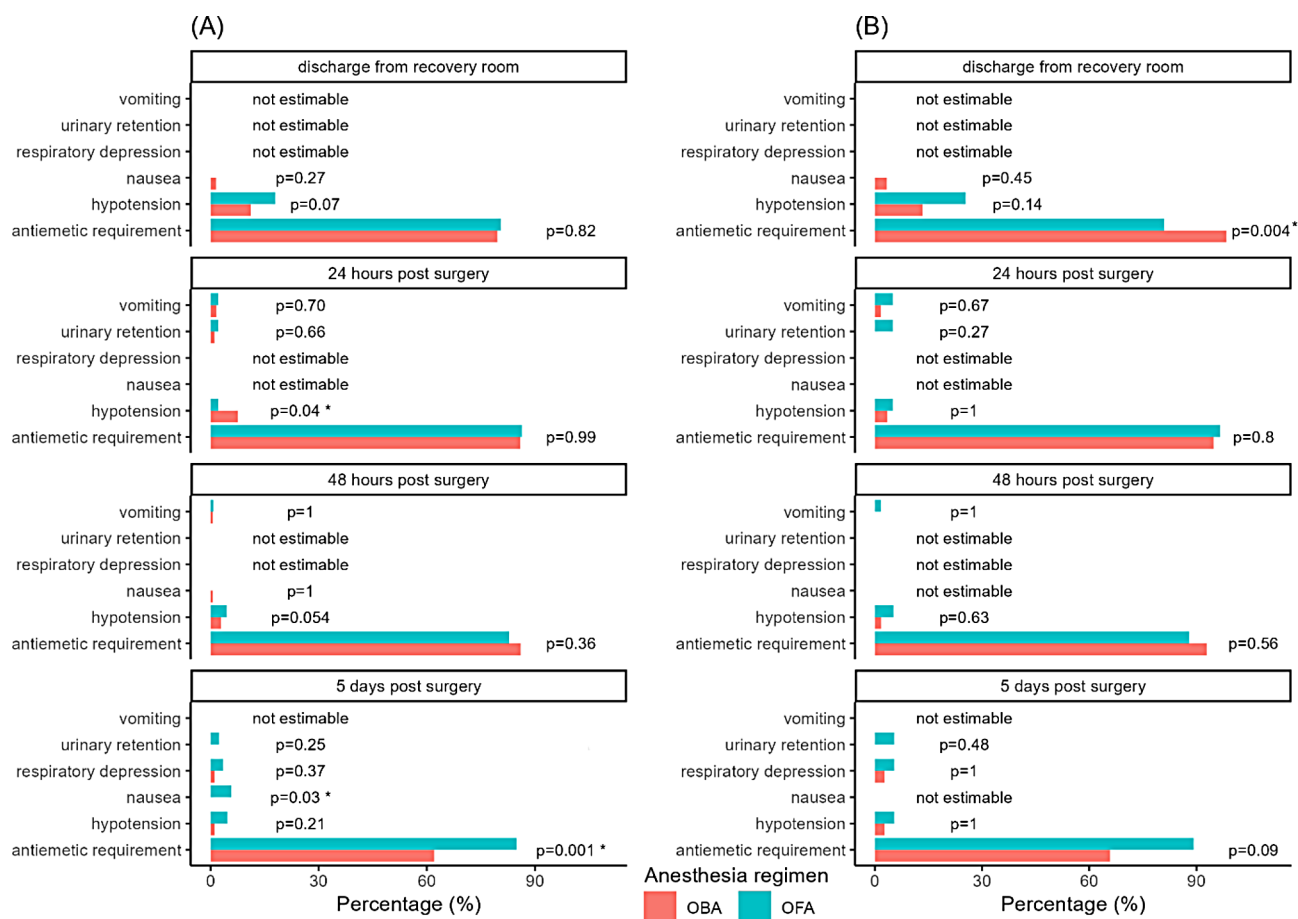 (A)
discharge from recovery room
vomiting not estimable
urinary retention not estimable
respiratory depression not estimable
nausea p=0.27
hypotension p=0.07
antiemetic requirement p=0.82
24 hours post surgery
vomiting p=0.70
urinary retention p=0.66
respiratory depression not estimable
nausea not estimable
hypotension p=0.04 *
antiemetic requirement p=0.99
48 hours post surgery
vomiting p=1
urinary retention not estimable
respiratory depression not estimable
nausea p=1
hypotension p=0.054
antiemetic requirement p=0.36
5 days post surgery
vomiting not estimable
urinary retention p=0.25
respiratory depression p=0.37
nausea p=0.03 *
hypotension p=0.21
antiemetic requirement p=0.001 *
0 30 60 90
Percentage (%)
(B)
discharge from recovery room
vomiting not estimable
urinary retention not estimable
respiratory depression not estimable
nausea p=0.45
hypotension p=0.14
antiemetic requirement p=0.004 *
24 hours post surgery
vomiting p=0.67
urinary retention p=0.27
respiratory depression not estimable
nausea not estimable
hypotension p=1
antiemetic requirement p=0.8
48 hours post surgery
vomiting p=1
urinary retention not estimable
respiratory depression not estimable
nausea not estimable
hypotension p=0.63
antiemetic requirement p=0.56
5 days post surgery
vomiting not estimable
urinary retention p=0.48
respiratory depression p=1
nausea not estimable
hypotension p=1
antiemetic requirement p=0.09
0 30 60 90
Percentage (%)
Anesthesia regimen
OBA OFA